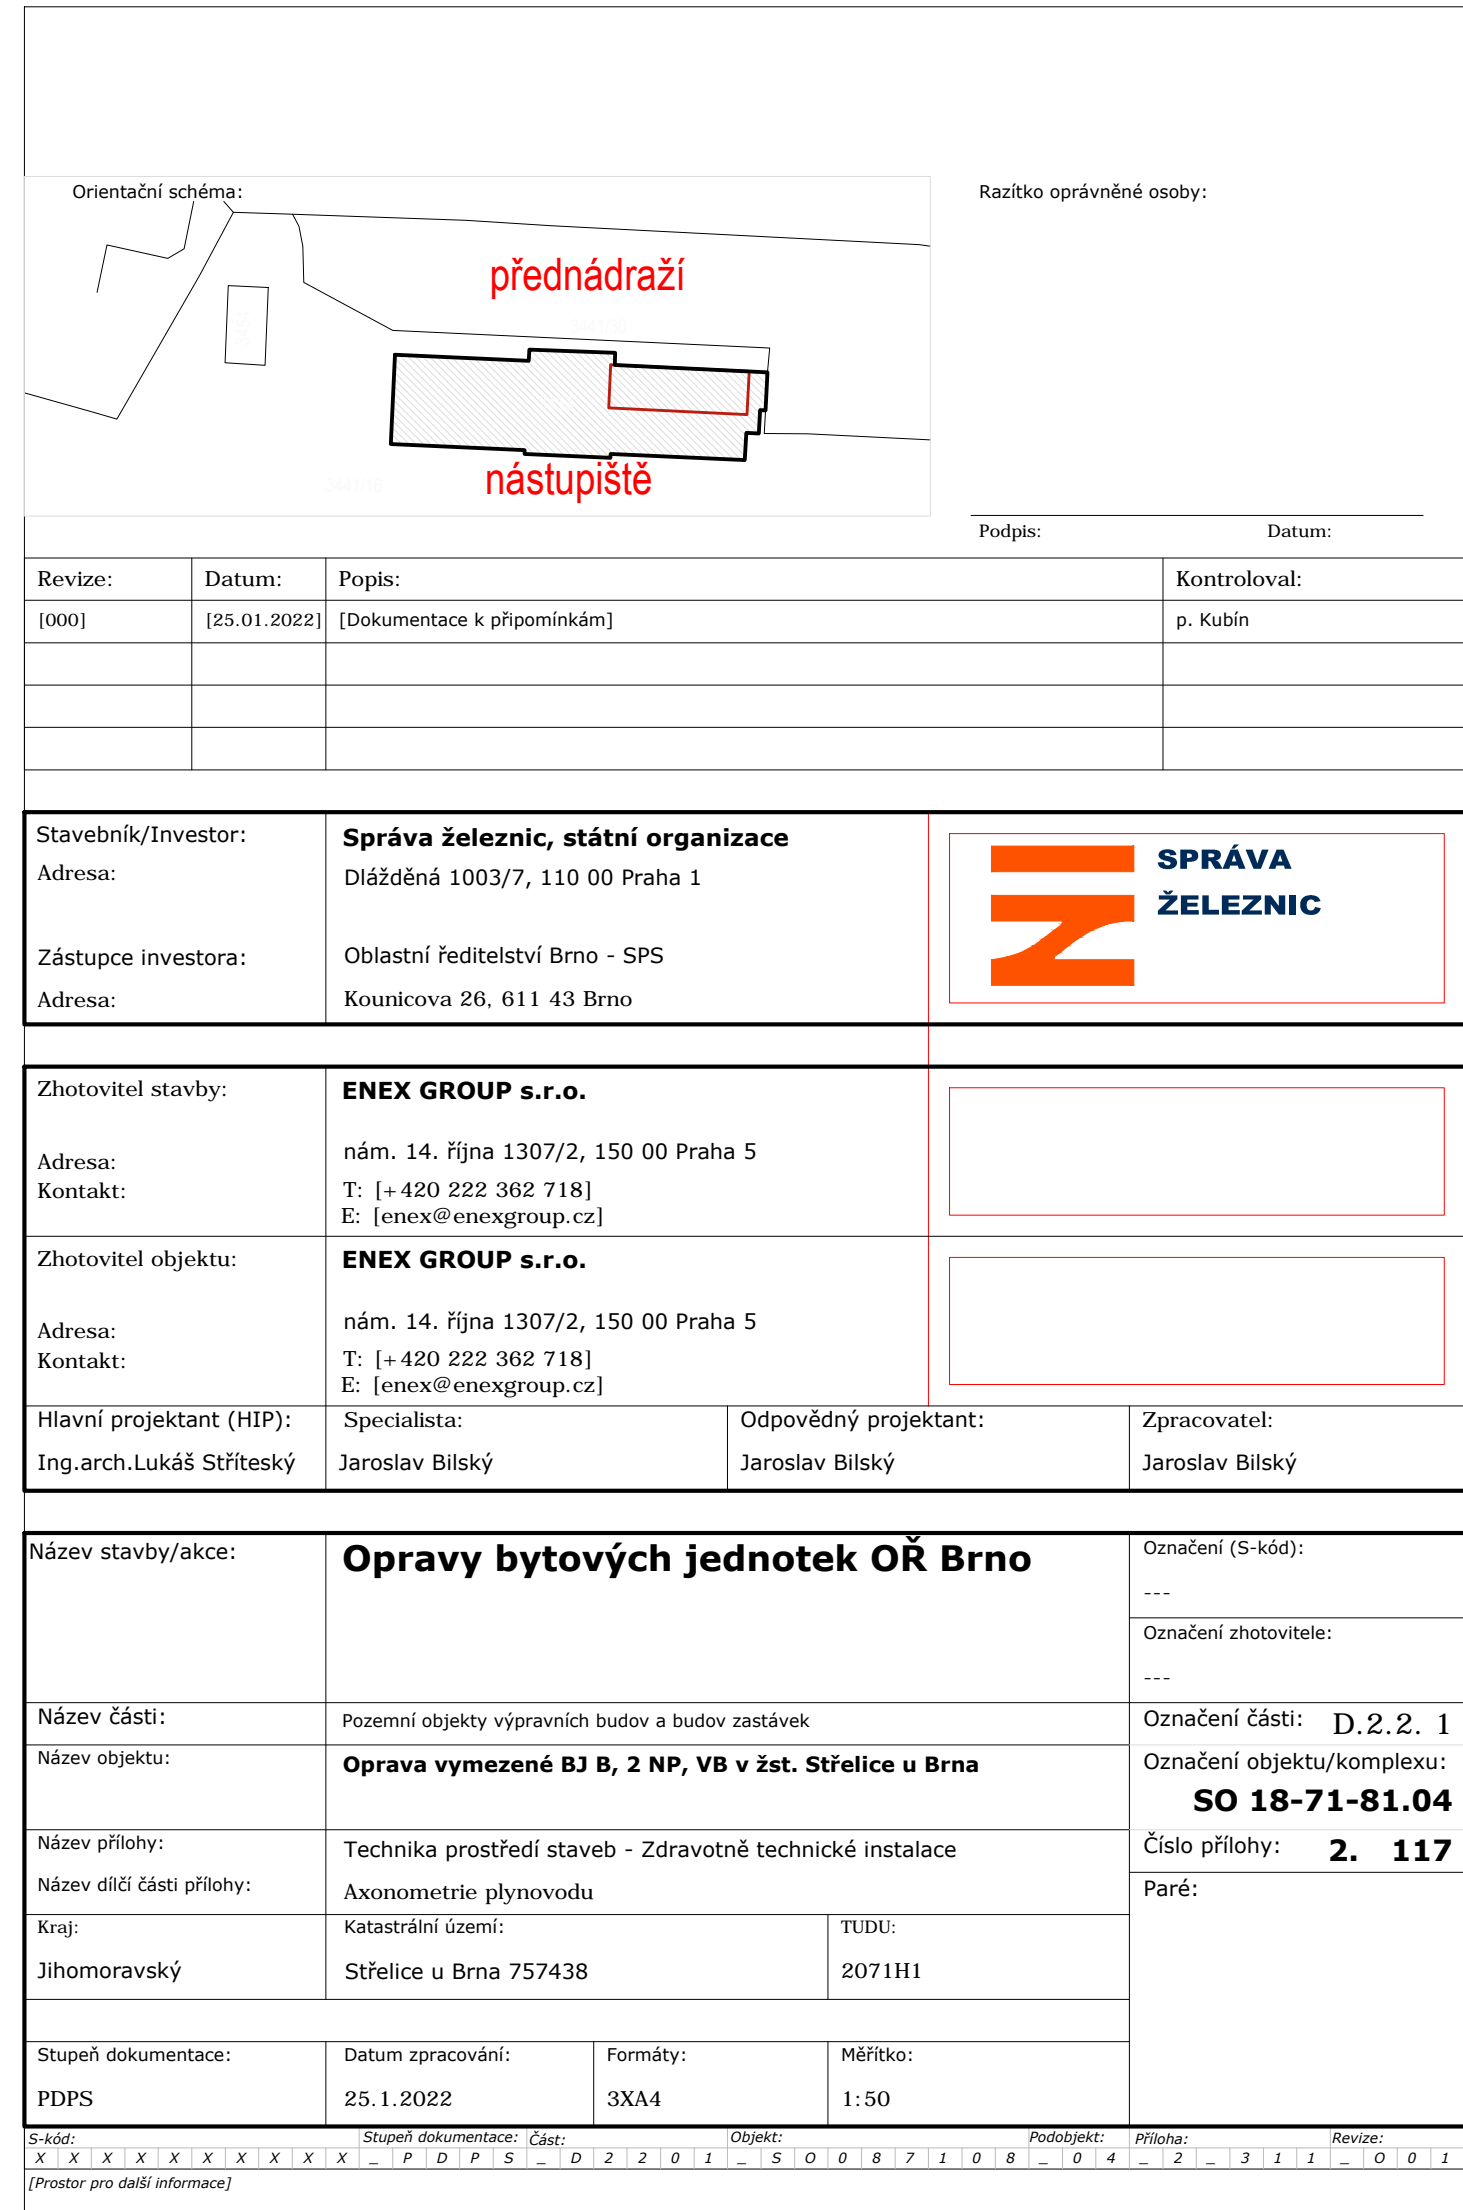 Orientační schéma:
Razítko oprávněné osoby:
přednádraží
3441/30
nástupiště
Podpis: Datum:
Revize: Datum: Popis: Kontroloval:
[000] [25.01.2022] [Dokumentace k připomínkám] p. Kubín
Stavebník/Investor: Správa železnic, státní organizace
Adresa: Dlážděná 1003/7, 110 00 Praha 1
SPRÁVA
ŽELEZNIC
Zástupce investora: Oblastní ředitelství Brno - SPS
Adresa: Kounicova 26, 611 43 Brno
Zhotovitel stavby: ENEX GROUP s.r.o.
Adresa: nám. 14. října 1307/2, 150 00 Praha 5
Kontakt: T: [+420 222 362 718]
E: [enex@enexgroup.cz]
Zhotovitel objektu: ENEX GROUP s.r.o.
Adresa: nám. 14. října 1307/2, 150 00 Praha 5
Kontakt: T: [+420 222 362 718]
E: [enex@enexgroup.cz]
Hlavní projektant (HIP): Specialista: Odpovědný projektant: Zpracovatel:
Ing.arch.Lukáš Stříteský Jaroslav Bilský Jaroslav Bilský Jaroslav Bilský
Název stavby/akce: Opravy bytových jednotek OŘ Brno Označení (S-kód):
---
Označení zhotovitele:
---
Název části: Pozemní objekty výpravních budov a budov zastávek Označení části: D.2.2. 1
Název objektu: Oprava vymezené BJ B, 2 NP, VB v žst. Střelice u Brna Označení objektu/komplexu:
SO 18-71-81.04
Název přílohy: Technika prostředí staveb - Zdravotně technické instalace Číslo přílohy: 2. 117
Název dílčí části přílohy: Axonometrie plynovodu Paré:
Kraj: Katastrální území: TUDU:
Jihomoravský Střelice u Brna 757438 2071H1
Stupeň dokumentace: Datum zpracování: Formáty: Měřítko:
PDPS 25.1.2022 3XA4 1:50
S-kód: Stupeň dokumentace: Část: Objekt: Podobjekt: Příloha: Revize:
X X X X X X X X X X _ P D P S _ D 2 2 0 1 _ S O 0 8 7 1 0 8 _ 0 4 _ 2 _ 3 1 1 _ O 0 1
[Prostor pro další informace]